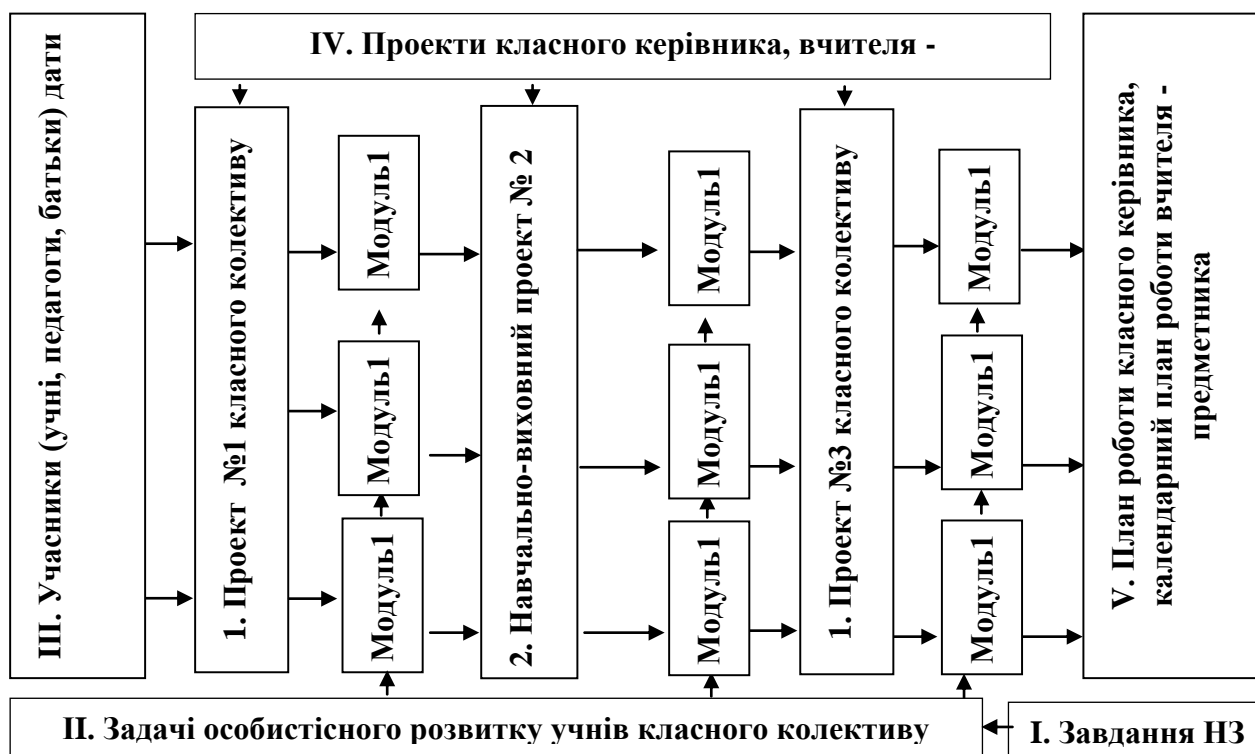 IV. Проекти класного керівника, вчителя -
III. Учасники (учні, педагоги, батьки) дати
1. Проект №1 класного колективу
Модуль1
Модуль1
Модуль1
2. Навчально-виховний проект № 2
Модуль1
Модуль1
Модуль1
1. Проект №3 класного колективу
Модуль1
Модуль1
Модуль1
V. План роботи класного керівника,
календарний план роботи вчителя -
предметника
II. Задачі особистісного розвитку учнів класного колективу
I. Завдання НЗ